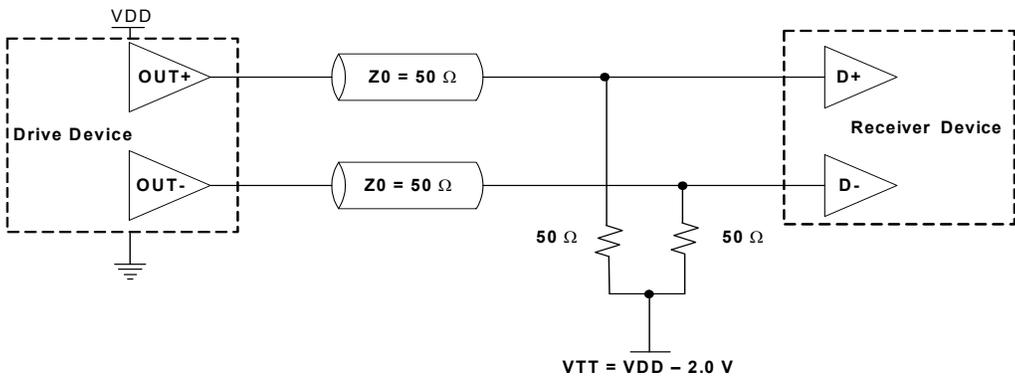 VDD
OUT+
Z0 = 50 Ω
D+
Drive Device
Receiver Device
OUT-
Z0 = 50 Ω
D-
50 Ω
50 Ω
VTT = VDD – 2.0 V